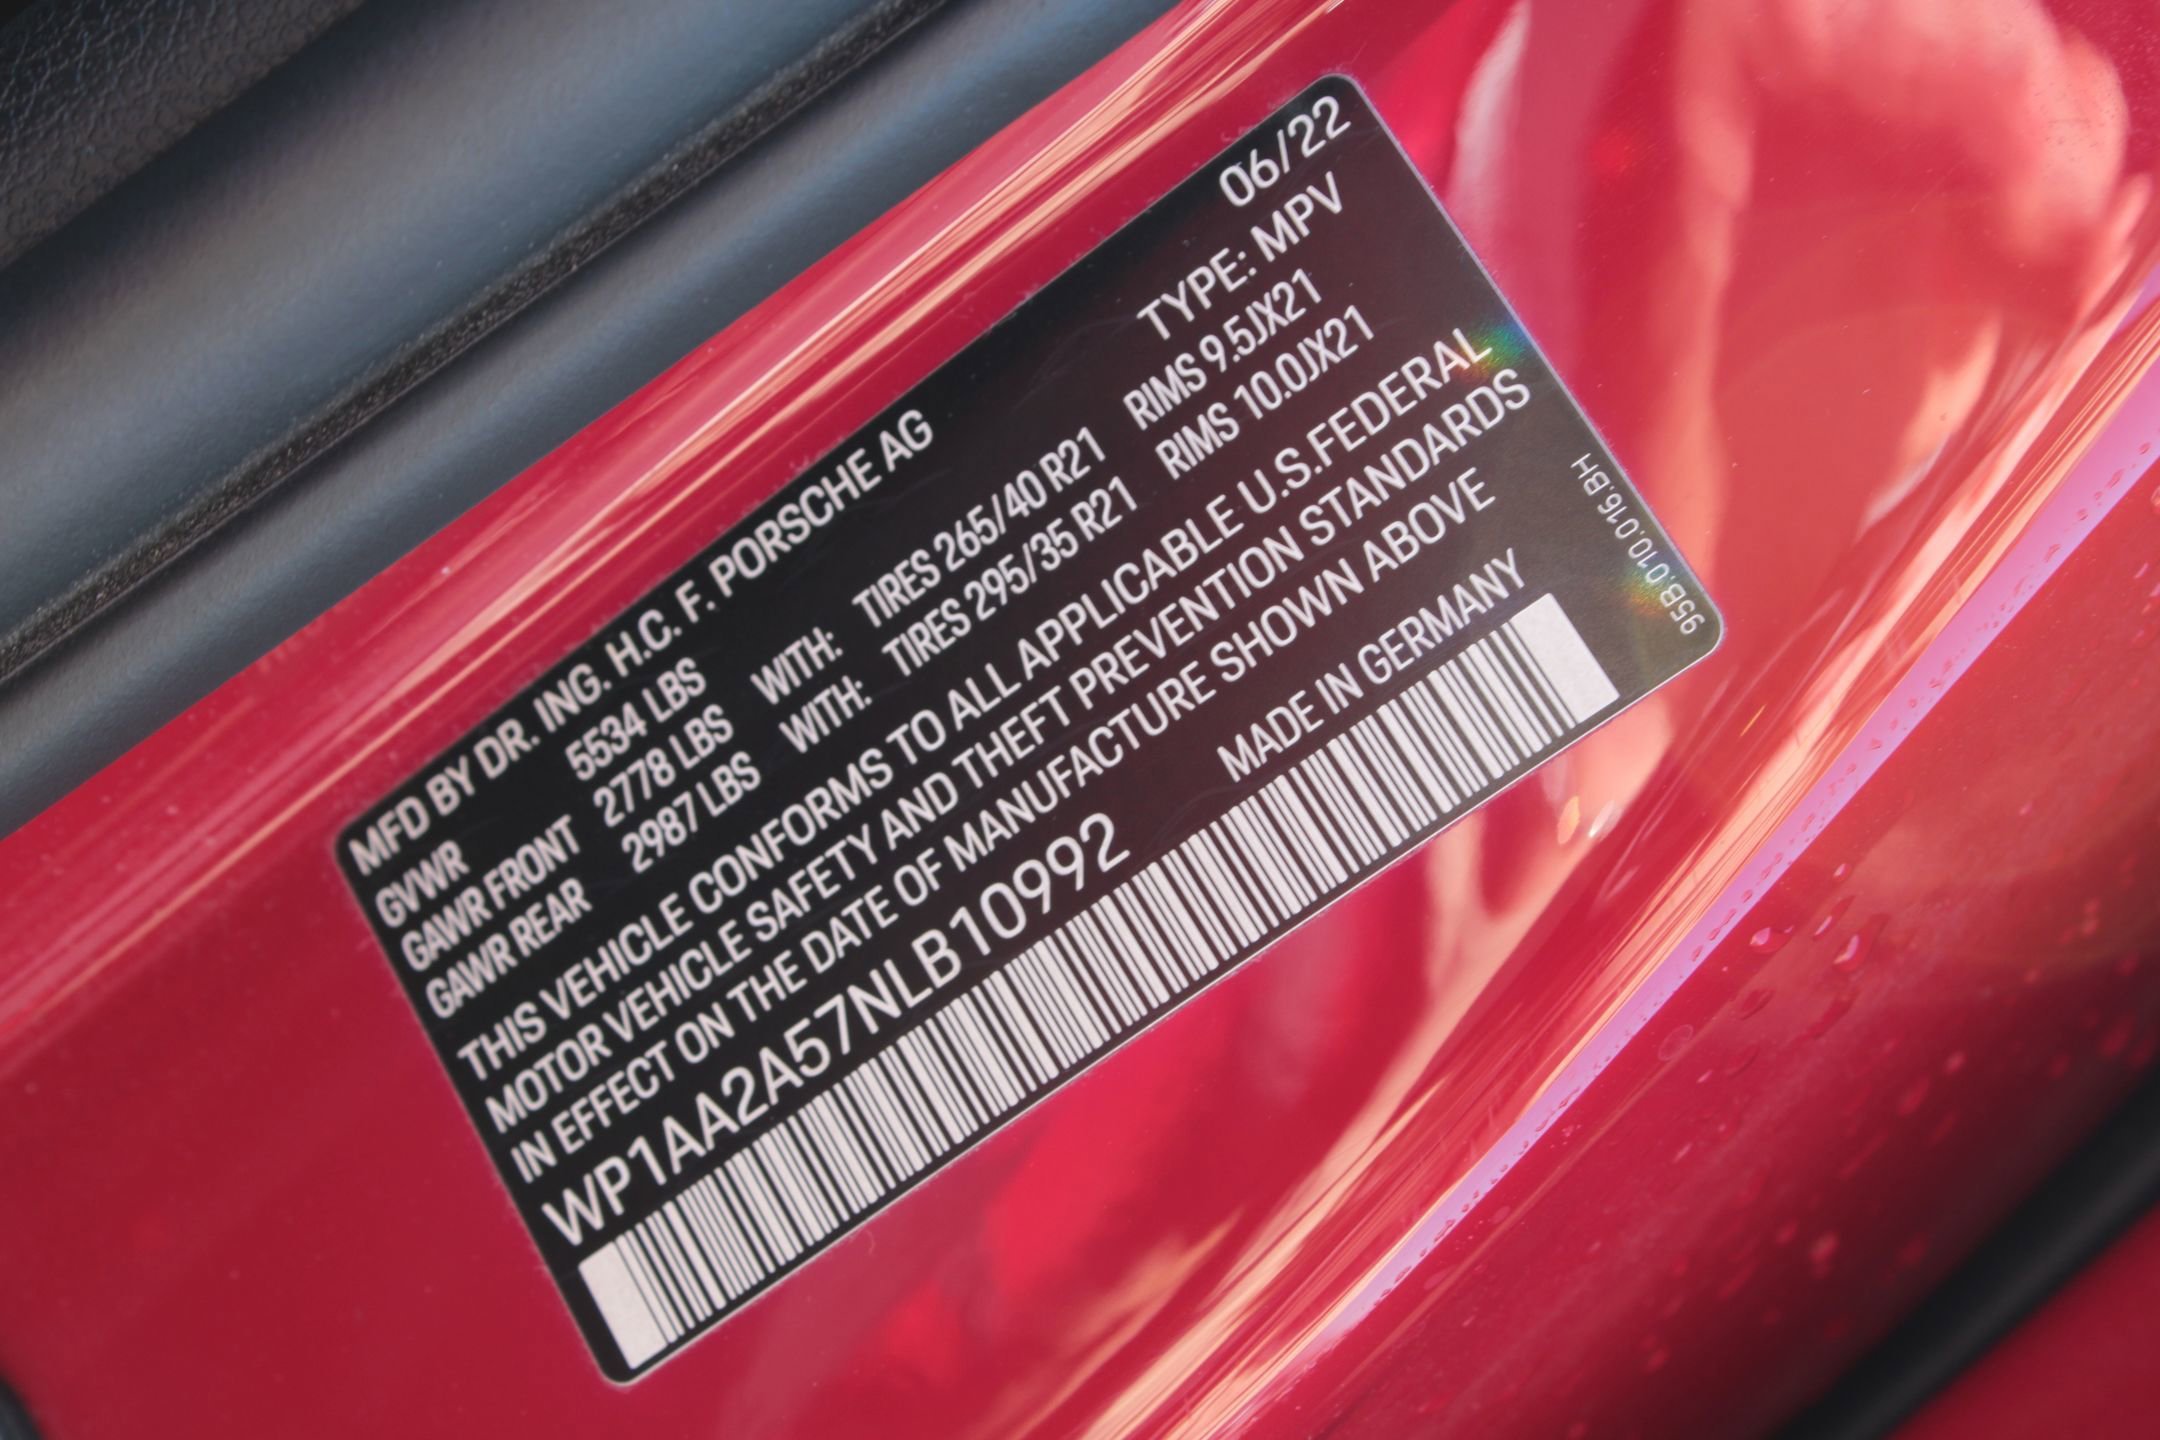 06/22
MFD BY DR. ING. H.C. F. PORSCHE AG TYPE: MPV
GVWR 5534 LBS
GAWR FRONT 2778 LBS WITH: TIRES 265/40 R21 RIMS 9.5JX21
GAWR REAR 2987 LBS WITH: TIRES 295/35 R21 RIMS 10.0JX21
THIS VEHICLE CONFORMS TO ALL APPLICABLE U.S.FEDERAL
MOTOR VEHICLE SAFETY AND THEFT PREVENTION STANDARDS
IN EFFECT ON THE DATE OF MANUFACTURE SHOWN ABOVE
WP1AA2A57NLB10992 MADE IN GERMANY
95B.010.016.BH